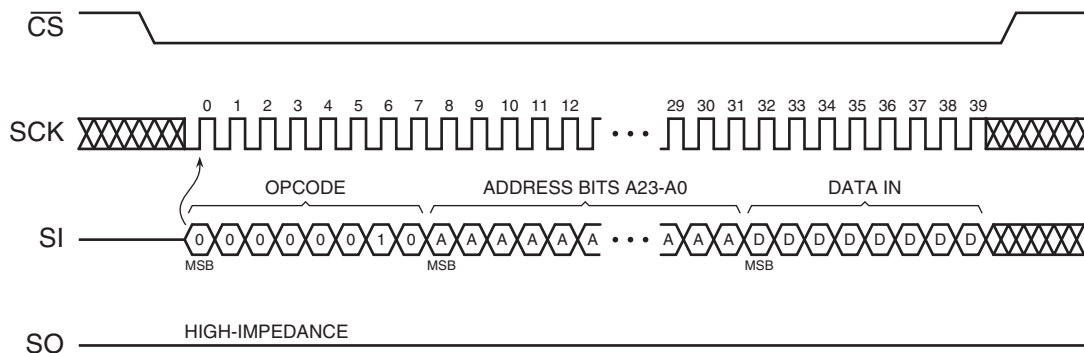 CS
0 1 2 3 4 5 6 7 8 9 10 11 12 29 30 31 32 33 34 35 36 37 38 39
SCK
OPCODE ADDRESS BITS A23-A0 DATA IN
SI 0 0 0 0 0 0 1 0 A A A A A A A A A D D D D D D D D
MSB MSB MSB
HIGH-IMPEDANCE
SO